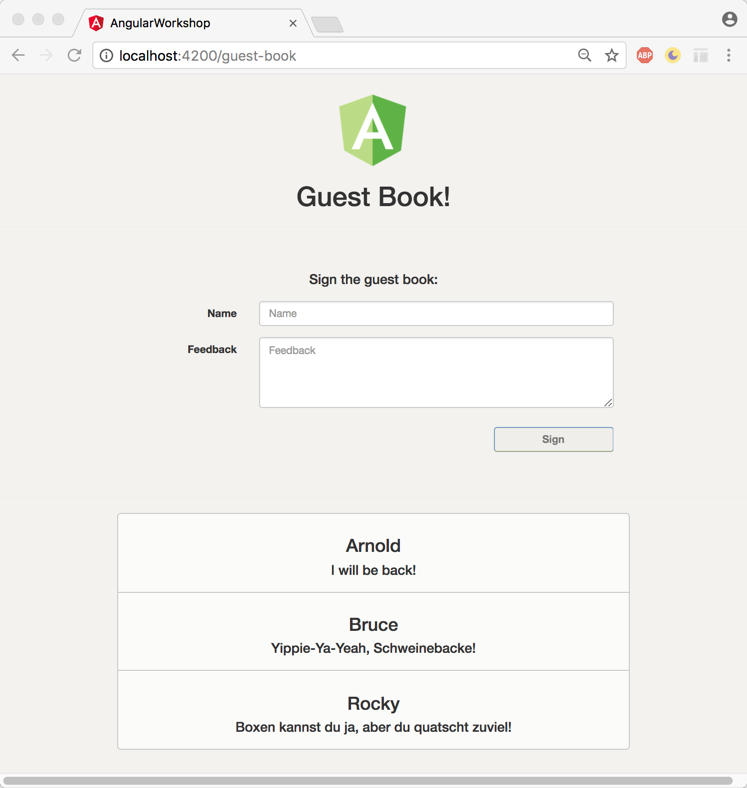 AngularWorkshop
localhost:4200/guest-book
ABP
A
Guest Book!
Sign the guest book:
Name
Name
Feedback
Feedback
Sign
Arnold
I will be back!
Bruce
Yippie-Ya-Yeah, Schweinebacke!
Rocky
Boxen kannst du ja, aber du quatscht zuviel!